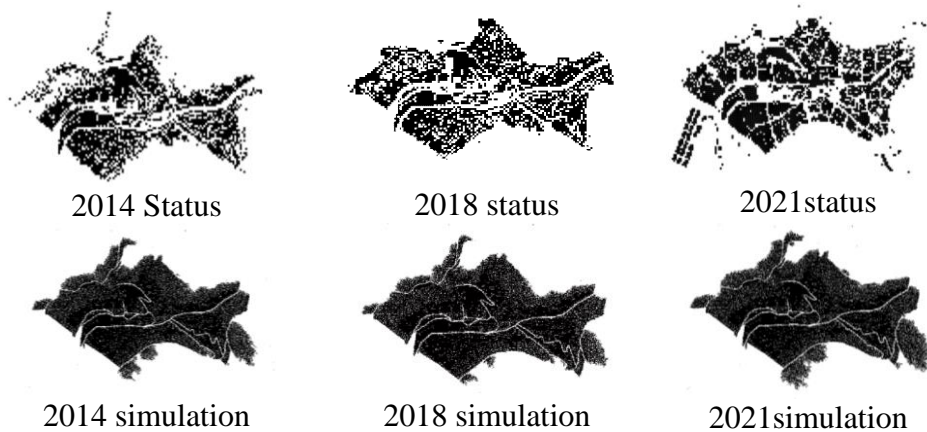 2014 Status
2018 status
2021status
2014 simulation
2018 simulation
2021simulation